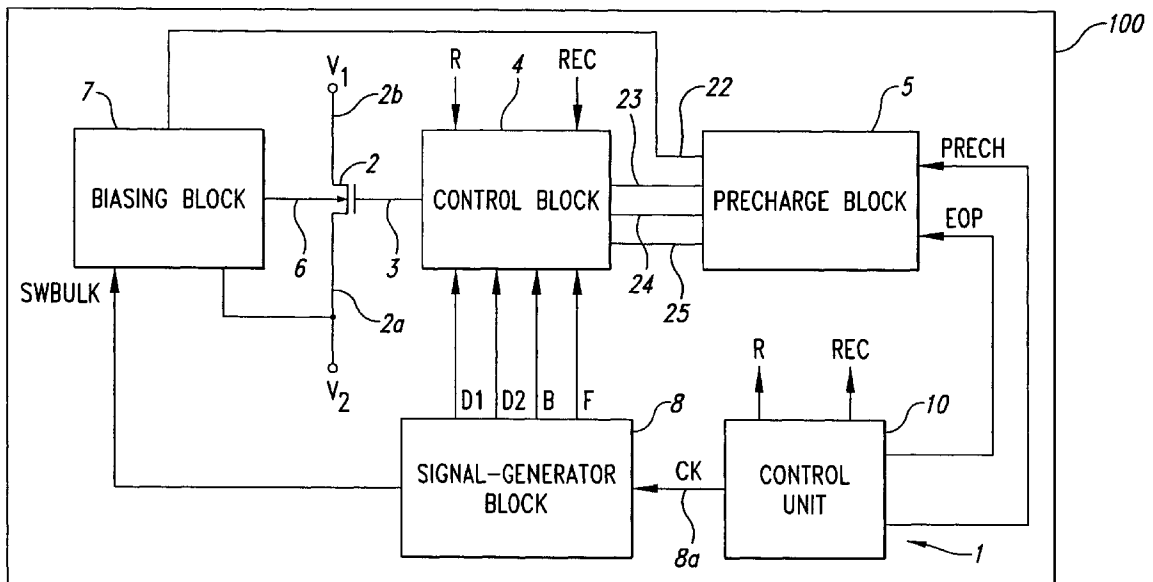 100
V1
2b
R
4
REC
22
23
5
7
2
PRECH
BIASING BLOCK
CONTROL BLOCK
PRECHARGE BLOCK
EOP
6
3
24
25
SWBULK
2a
V2
R
REC
D1 D2 B F
8
10
SIGNAL-GENERATOR
BLOCK
CK
8a
CONTROL
UNIT
1